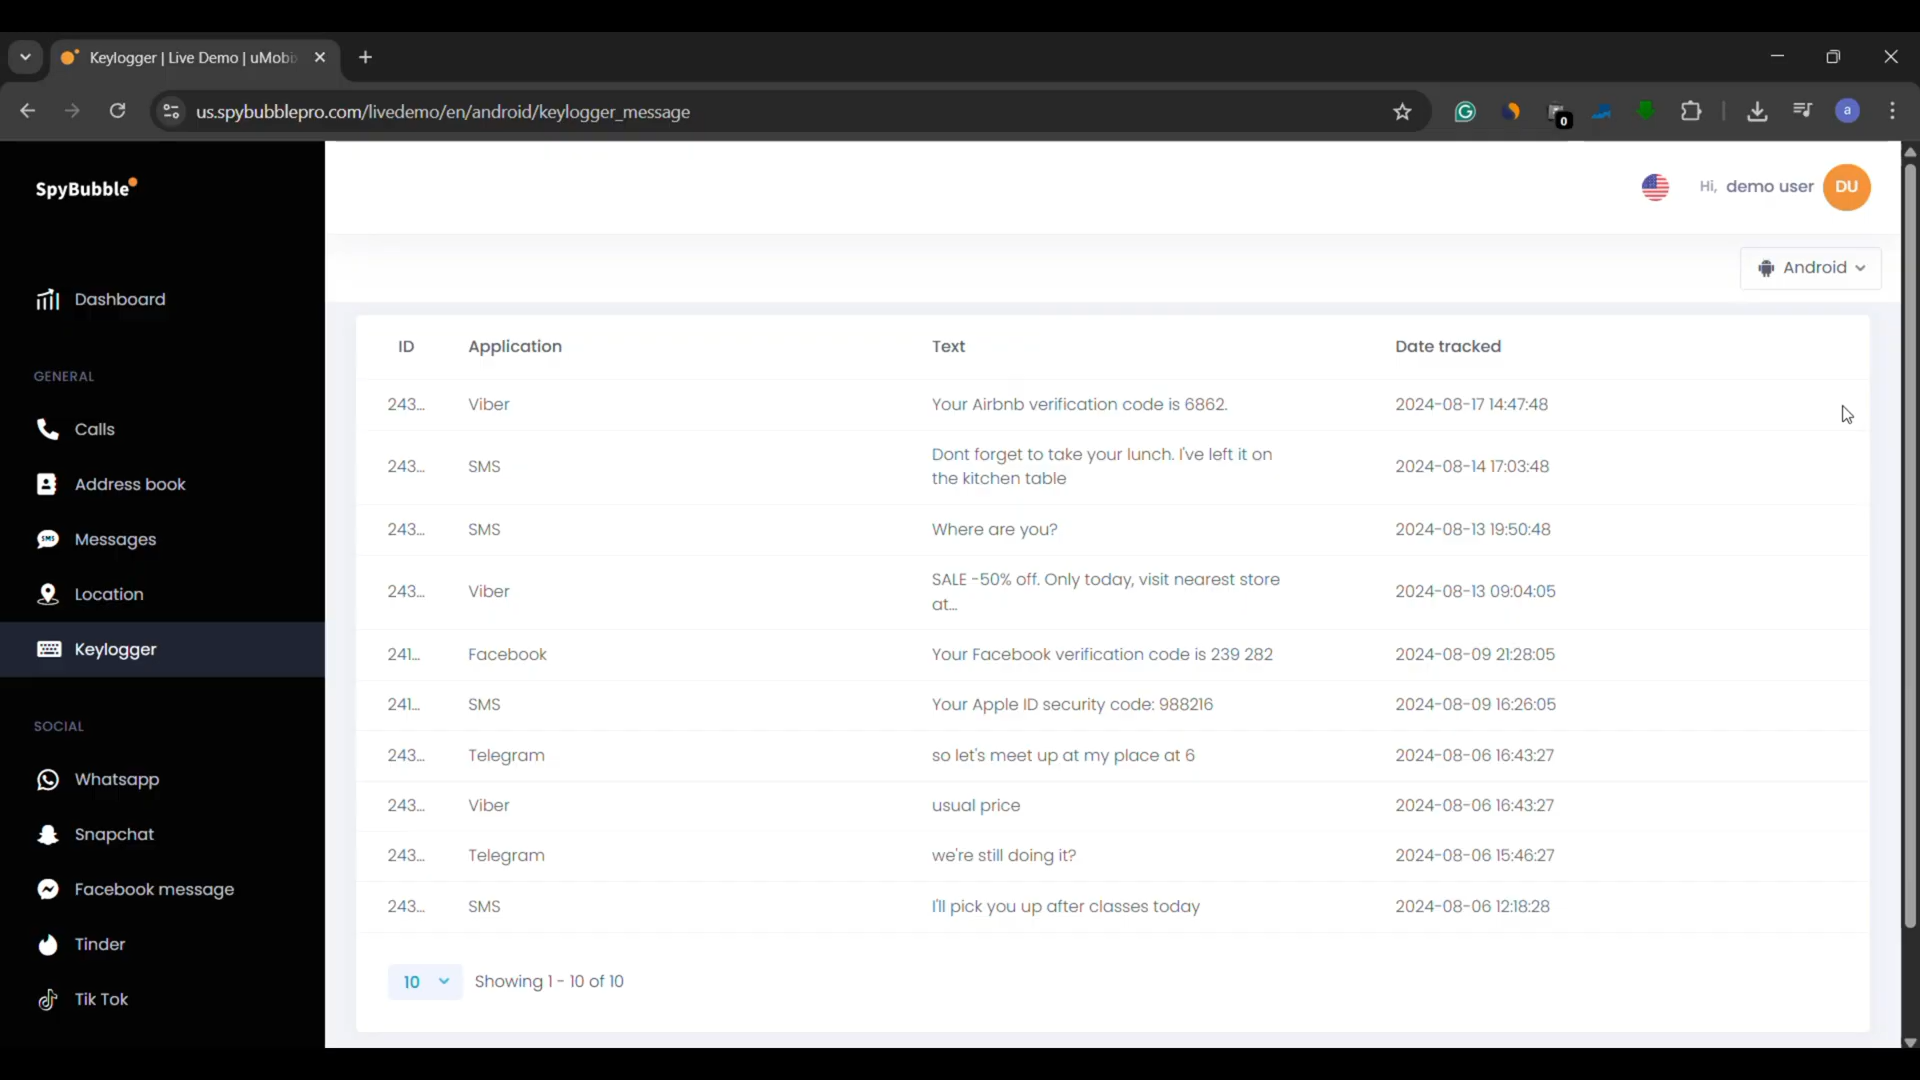 Keylogger | Live Demo | uMobi
us.spybubblepro.com/livedemo/en/android/keylogger_message
0
a
SpyBubble
Hi, demo user DU
Android
Dashboard
GENERAL
Calls
Address book
SMS
Messages
Location
Keylogger
SOCIAL
Whatsapp
Snapchat
Facebook message
Tinder
Tik Tok
ID Application Text Date tracked
243... Viber Your Airbnb verification code is 6862. 2024-08-17 14:47:48
243... SMS Dont forget to take your lunch. I've left it on 2024-08-14 17:03:48
the kitchen table
243... SMS Where are you? 2024-08-13 19:50:48
243... Viber SALE -50% off. Only today, visit nearest store 2024-08-13 09:04:05
at...
241... Facebook Your Facebook verification code is 239 282 2024-08-09 21:28:05
241... SMS Your Apple ID security code: 988216 2024-08-09 16:26:05
243... Telegram so let's meet up at my place at 6 2024-08-06 16:43:27
243... Viber usual price 2024-08-06 16:43:27
243... Telegram we're still doing it? 2024-08-06 15:46:27
243... SMS I'll pick you up after classes today 2024-08-06 12:18:28
10 Showing 1 - 10 of 10